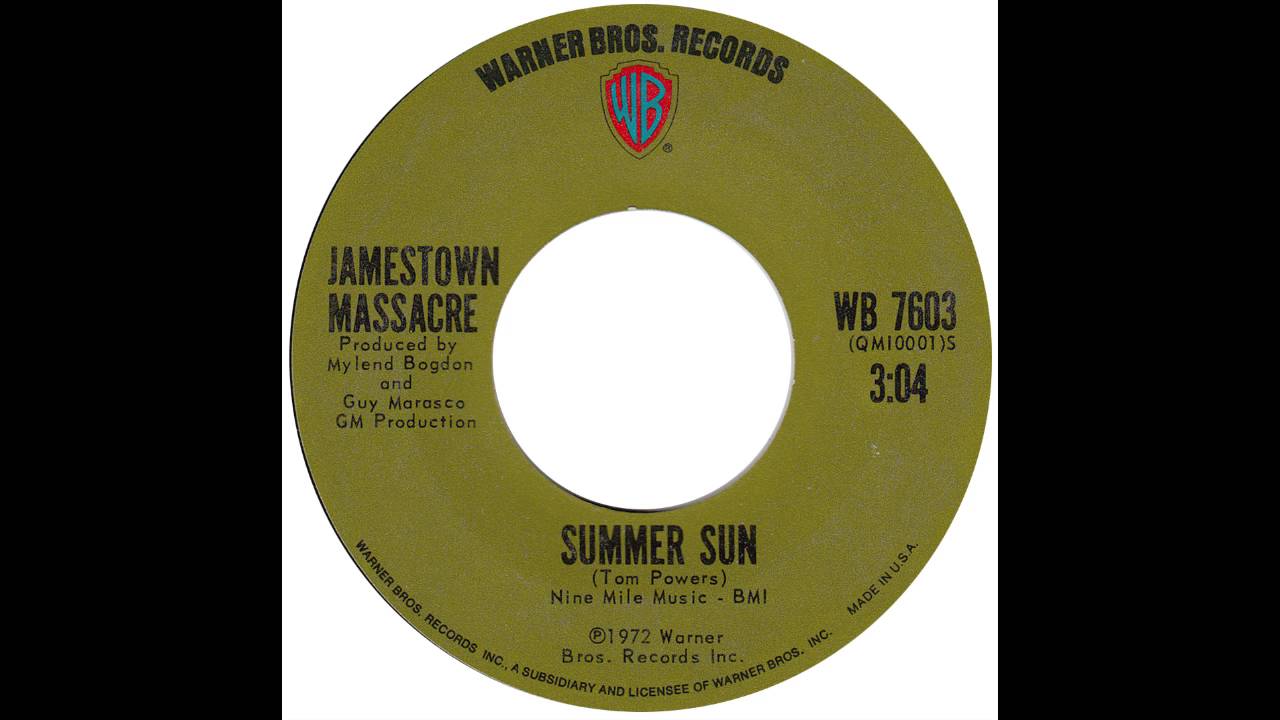 WARNER BROS. RECORDS
WB
®
JAMESTOWN
MASSACRE
Produced by
Mylend Bogdon
and
Guy Marasco
GM Production
WB 7603
(QMI0001)S
3:04
SUMMER SUN
(Tom Powers)
Nine Mile Music - BMI
℗1972 Warner
Bros. Records Inc.
WARNER BROS. RECORDS INC., A SUBSIDIARY AND LICENSEE OF WARNER BROS. INC.
MADE IN U.S.A.